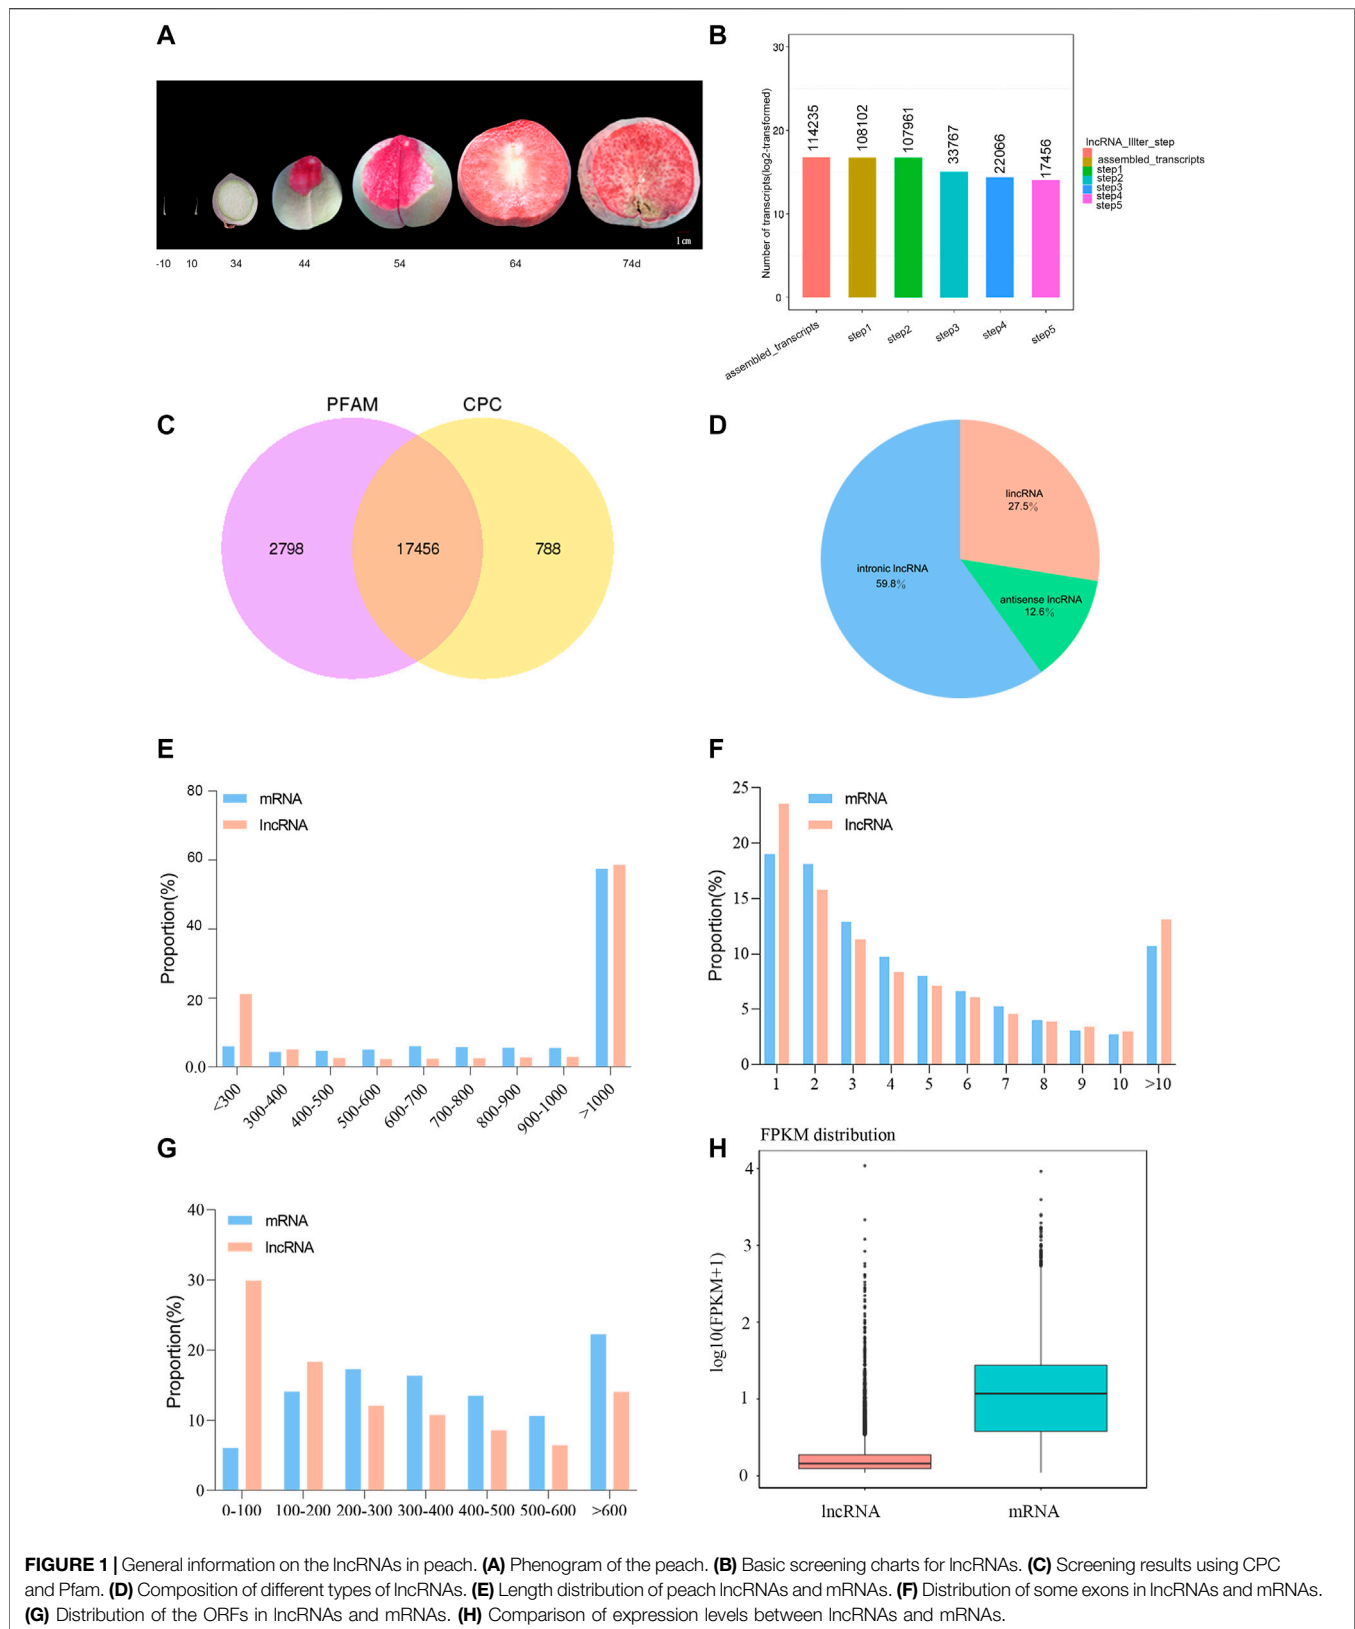 A
1cm
-10 10 34 44 54 64 74d
B
Number of transcripts(log2-transformed)
30
20
10
0
114235
108102
107961
33767
22066
17456
assembled_transcripts
step1
step2
step3
step4
step5
lncRNA_IIIter_step
assembled_transcripts
step1
step2
step3
step4
step5
C
PFAM CPC
2798 17456 788
D
lincRNA
27.5%
intronic lncRNA
59.8%
antisense lncRNA
12.6%
E
Proportion(%)
80
60
40
20
0.0
mRNA
lncRNA
<300 300-400 400-500 500-600 600-700 700-800 800-900 900-1000 >1000
F
Proportion(%)
25
20
15
10
5
0
mRNA
lncRNA
1 2 3 4 5 6 7 8 9 10 >10
G
Proportion(%)
40
30
20
10
0
mRNA
lncRNA
0-100 100-200 200-300 300-400 400-500 500-600 >600
H
FPKM distribution
log10(FPKM+1)
4
3
2
1
0
lncRNA mRNA
FIGURE 1 | General information on the lncRNAs in peach. (A) Phenogram of the peach. (B) Basic screening charts for lncRNAs. (C) Screening results using CPC
and Pfam. (D) Composition of different types of lncRNAs. (E) Length distribution of peach lncRNAs and mRNAs. (F) Distribution of some exons in lncRNAs and mRNAs.
(G) Distribution of the ORFs in lncRNAs and mRNAs. (H) Comparison of expression levels between lncRNAs and mRNAs.